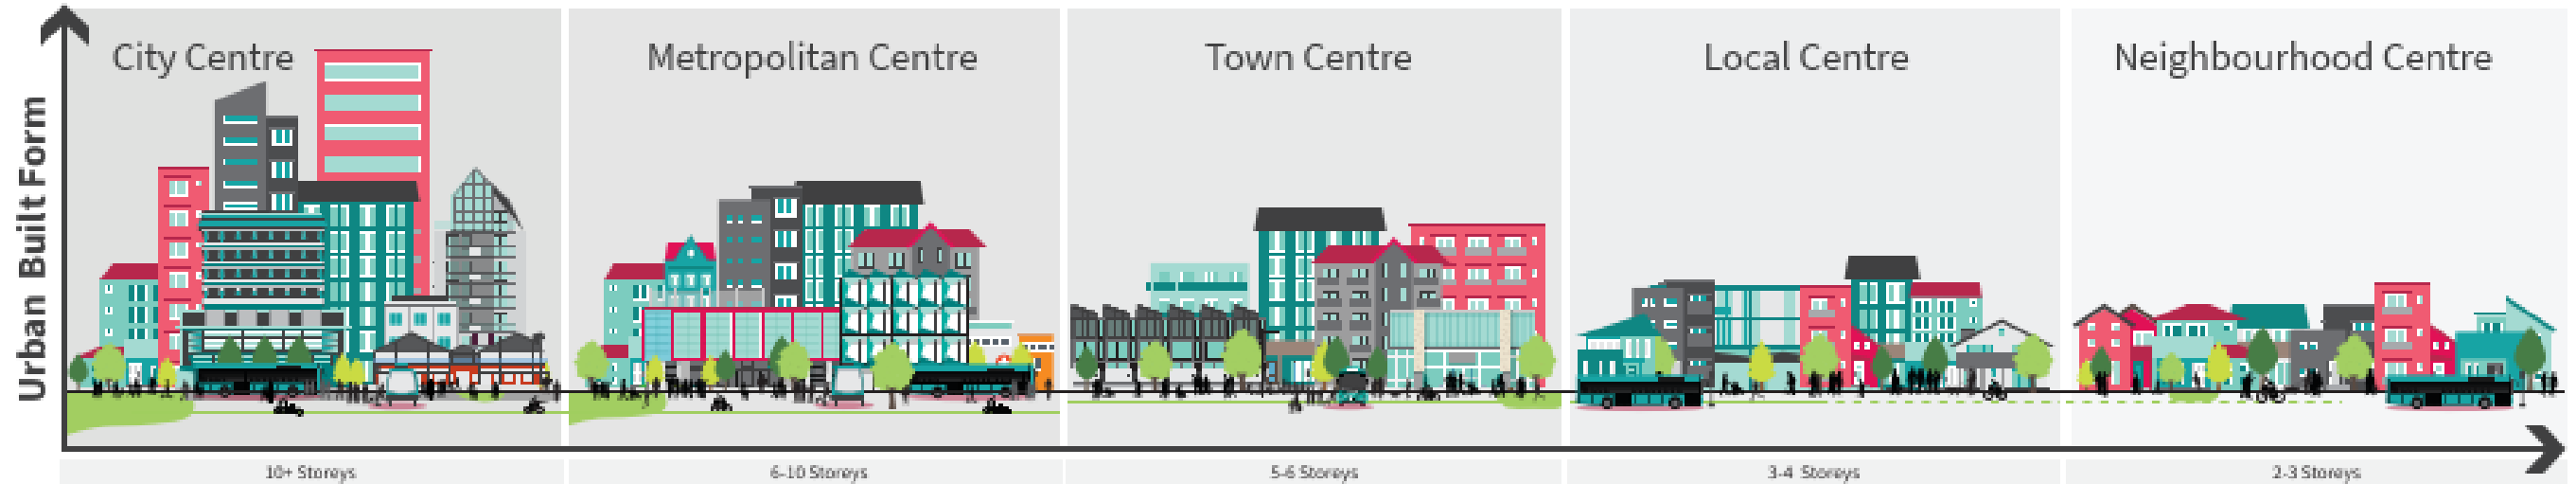 City Centre
Metropolitan Centre
Town Centre
Local Centre
Neighbourhood Centre
Urban Built Form
10+ Storeys
6-10 Storeys
5-6 Storeys
3-4 Storeys
2-3 Storeys